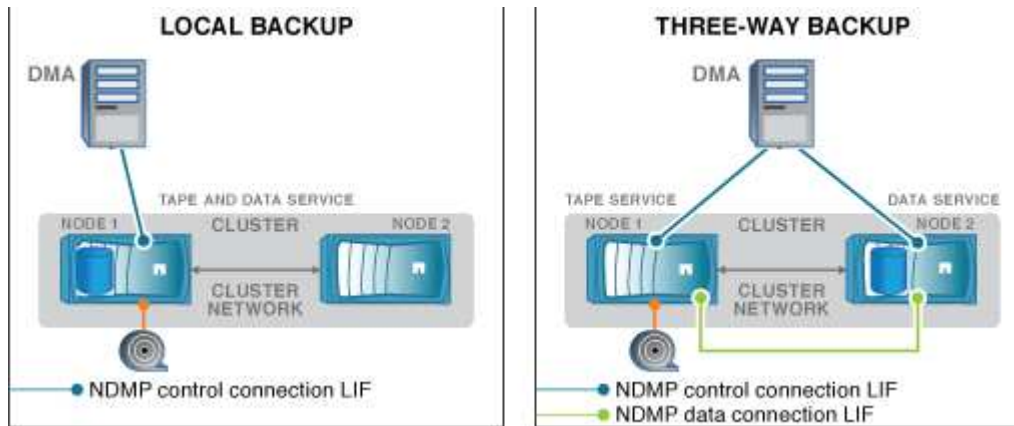 LOCAL BACKUP
DMA
TAPE AND DATA SERVICE
NODE 1
CLUSTER
NODE 2
CLUSTER
NETWORK
NDMP control connection LIF
THREE-WAY BACKUP
DMA
TAPE SERVICE
DATA SERVICE
NODE 1
CLUSTER
NODE 2
CLUSTER
NETWORK
NDMP control connection LIF
NDMP data connection LIF